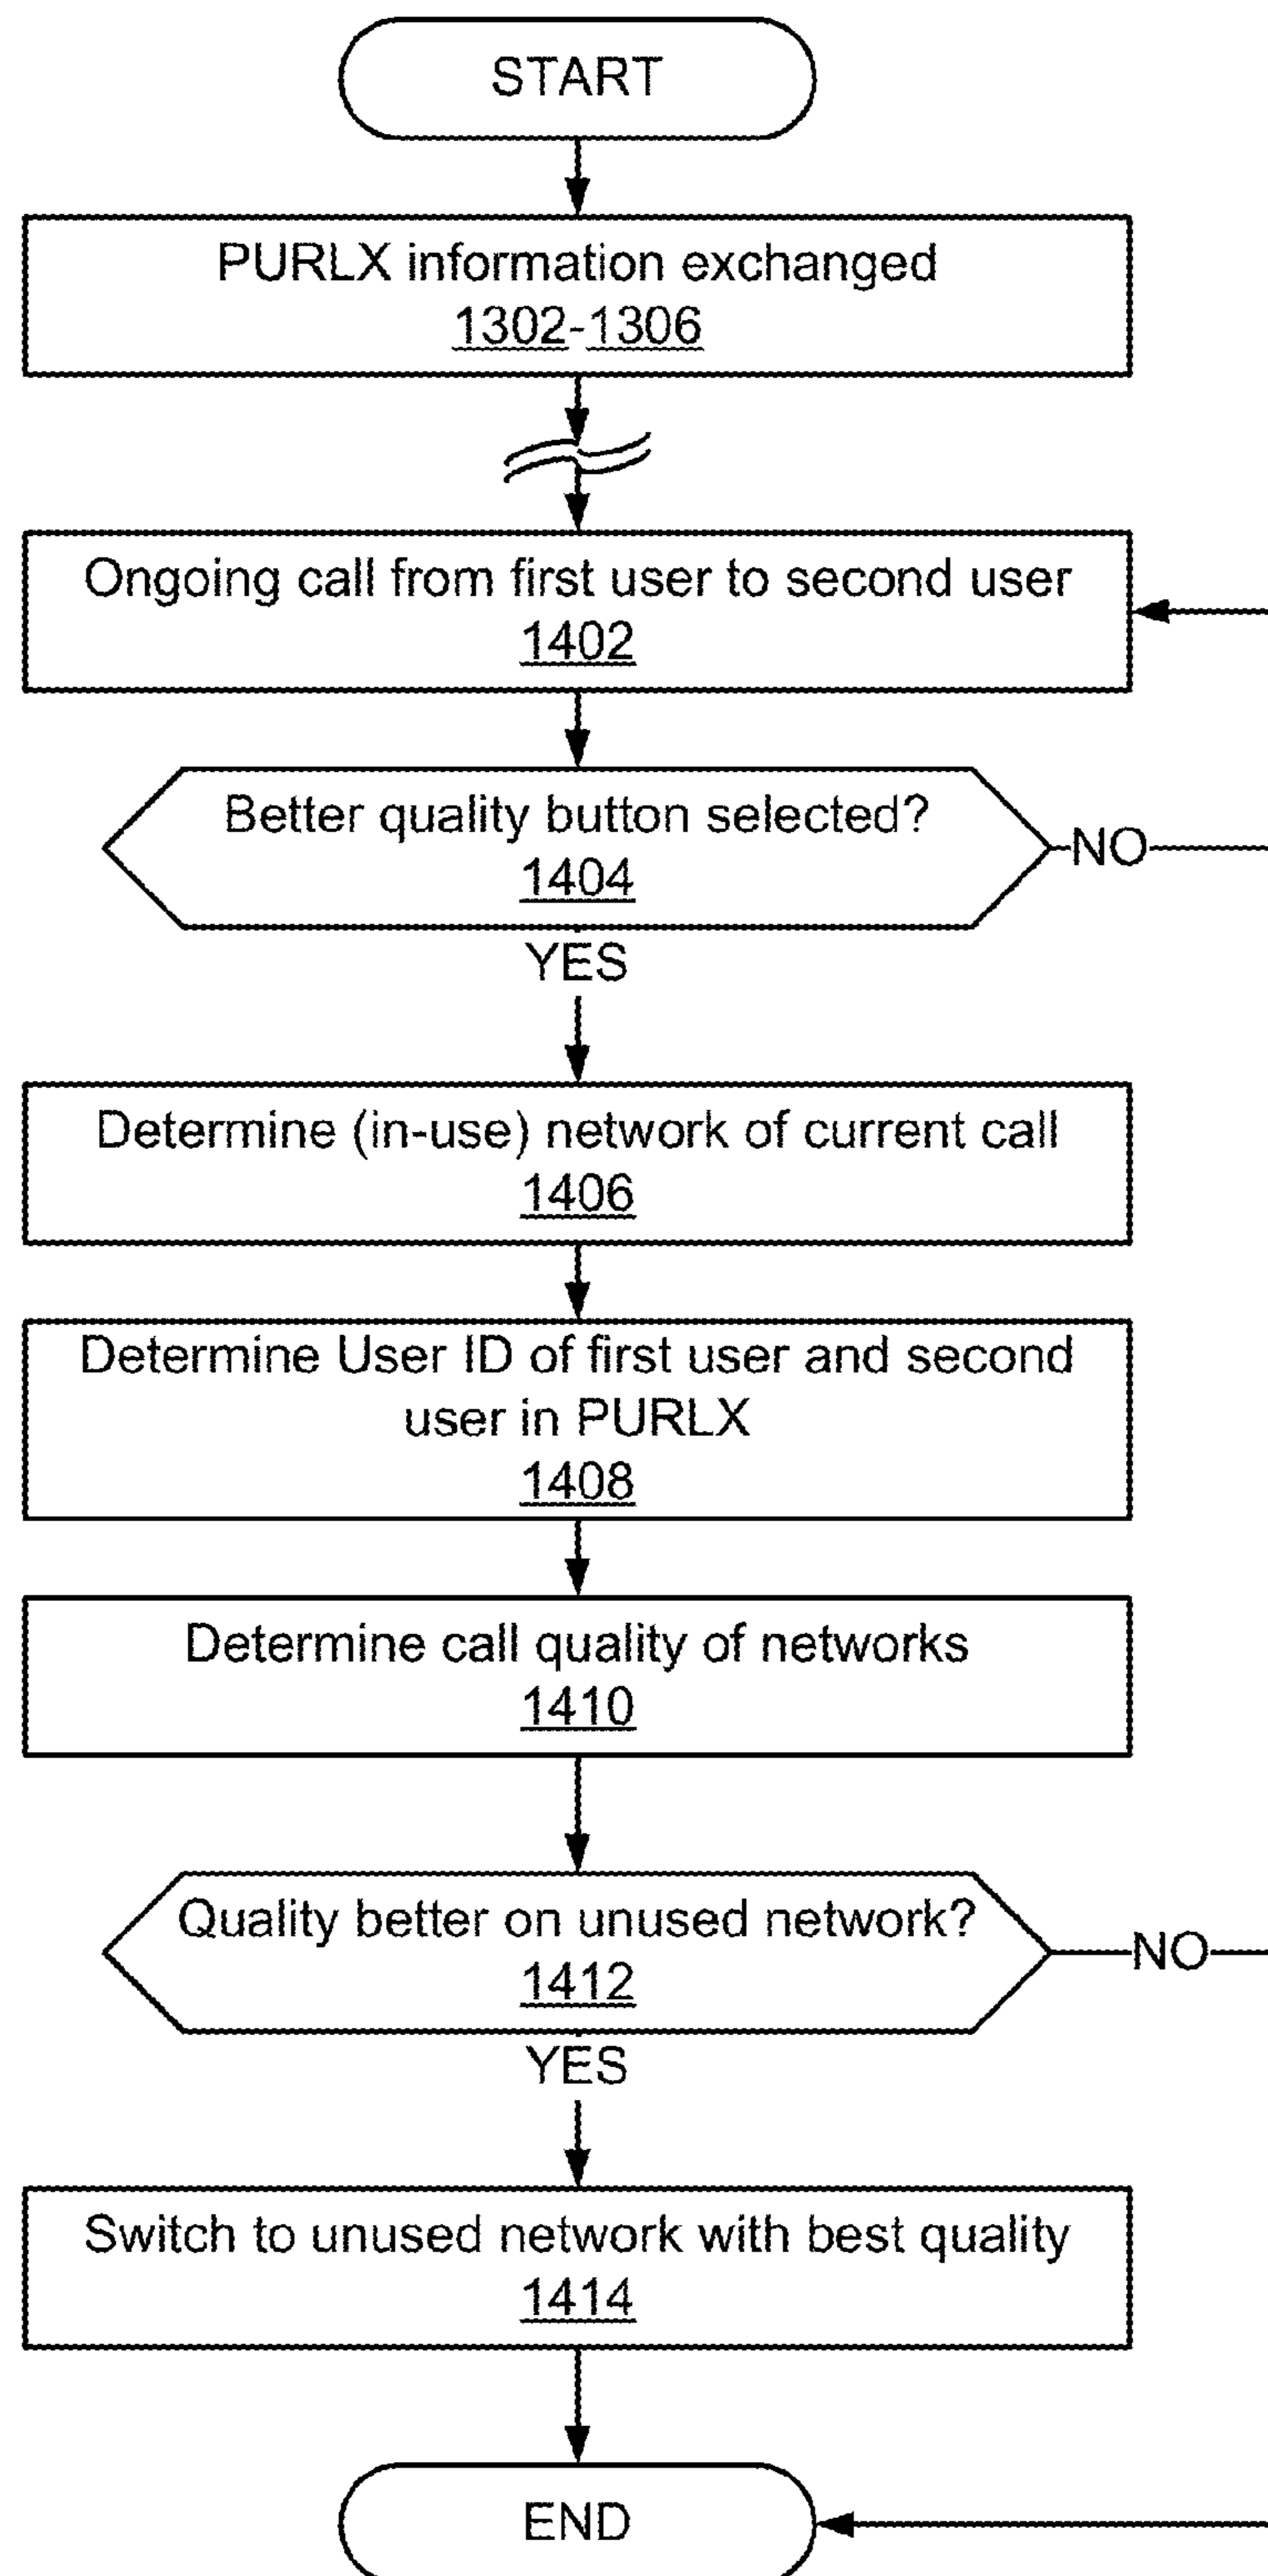 START
PURLX information exchanged
1302-1306
Ongoing call from first user to second user
1402
Better quality button selected?
1404
NO
YES
Determine (in-use) network of current call
1406
Determine User ID of first user and second
user in PURLX
1408
Determine call quality of networks
1410
Quality better on unused network?
1412
NO
YES
Switch to unused network with best quality
1414
END